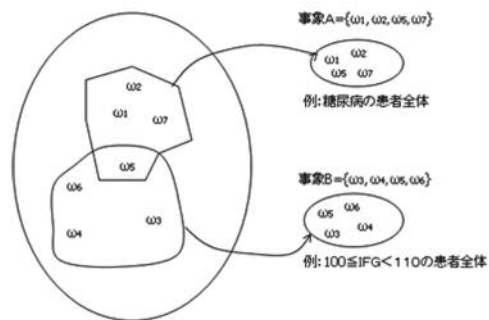 事象A={ω1, ω2, ω5, ω7}
ω1 ω2
ω5 ω7
例:糖尿病の患者全体
ω2
ω1 ω7
ω5
ω6
ω4 ω3
事象B={ω3, ω4, ω5, ω6}
ω5 ω6
ω3 ω4
例:100≦IFG<110の患者全体